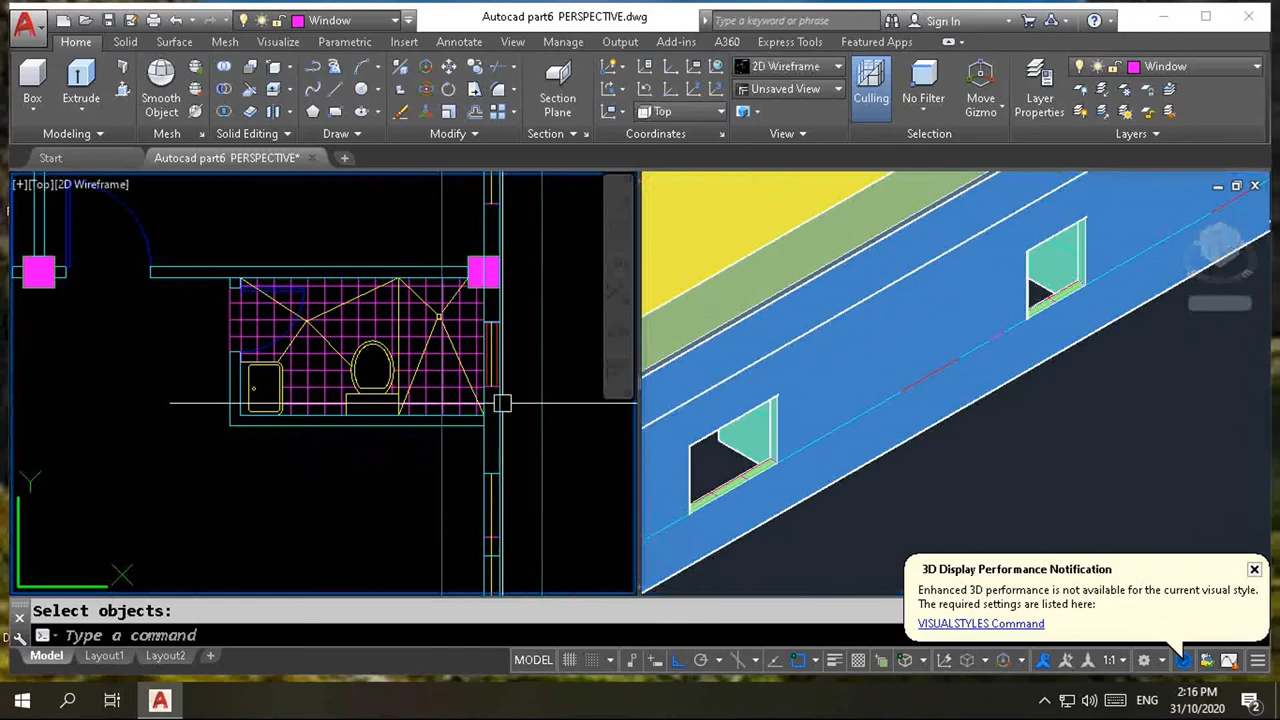 Window
Autocad part6 PERSPECTIVE.dwg
Type a keyword or phrase
Sign In
Home Solid Surface Mesh Visualize Parametric Insert Annotate View Manage Output Add-ins A360 Express Tools Featured Apps
2D Wireframe
Window
Unsaved View
Box
Extrude
Smooth
Object
Section
Plane
Top
Culling
No Filter
Move
Gizmo
Layer
Properties
Modeling Mesh Solid Editing Draw Modify Section Coordinates View Selection Layers
Start
Autocad part6 PERSPECTIVE*
[+][Top][2D Wireframe]
Y
X
3D Display Performance Notification
Enhanced 3D performance is not available for the current visual style.
The required settings are listed here:
VISUALSTYLES Command
Select objects:
Type a command
Model Layout1 Layout2
MODEL
1:1
ENG
2:16 PM
31/10/2020
2